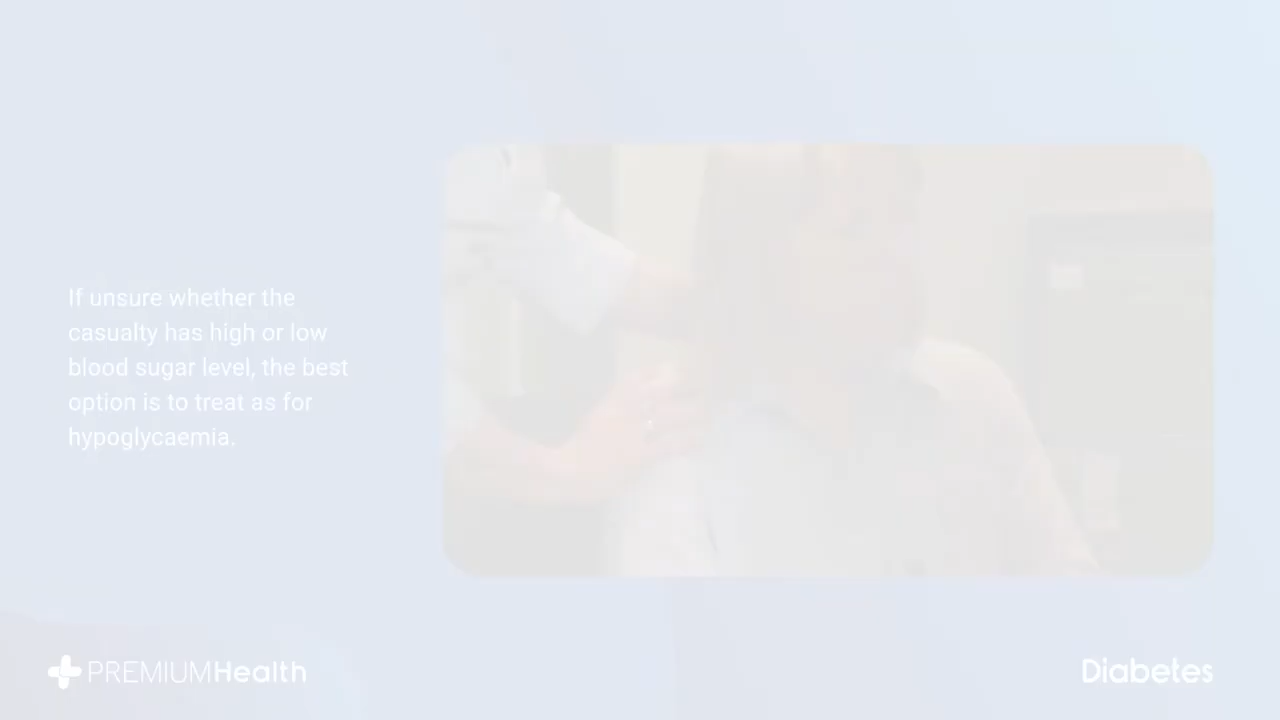 If unsure whether the
casualty has high or low
blood sugar level, the best
option is to treat as for
hypoglycaemia.
PREMIUMHealth
Diabetes